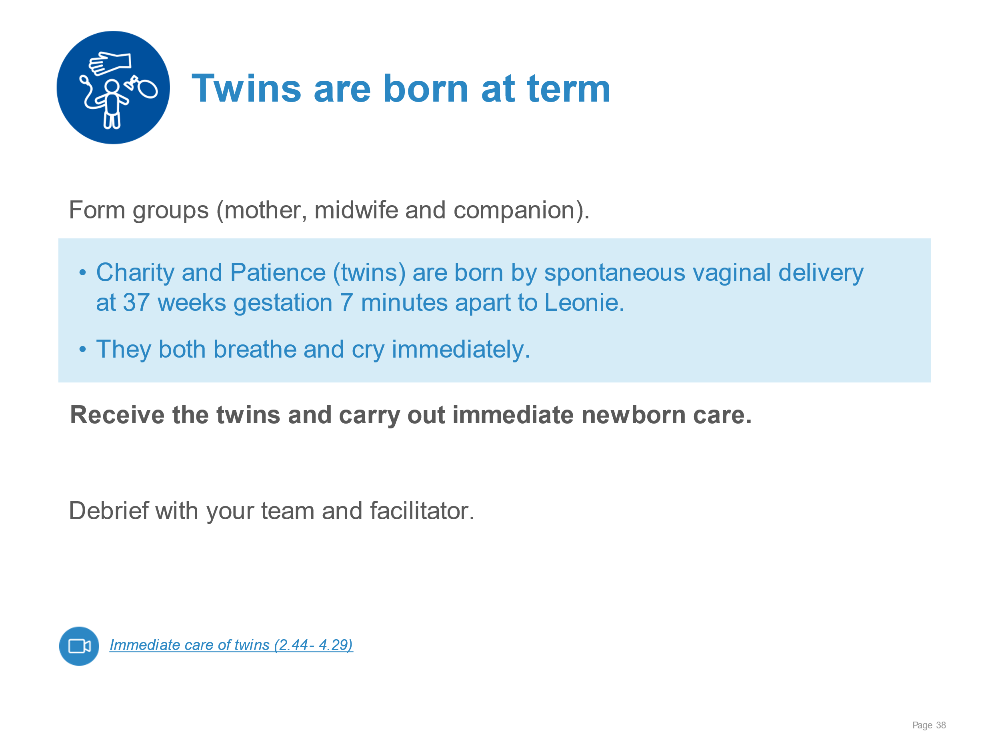 Twins are born at term
Form groups (mother, midwife and companion).
• Charity and Patience (twins) are born by spontaneous vaginal delivery
at 37 weeks gestation 7 minutes apart to Leonie.
• They both breathe and cry immediately.
Receive the twins and carry out immediate newborn care.
Debrief with your team and facilitator.
Immediate care of twins (2.44- 4.29)
Page 38